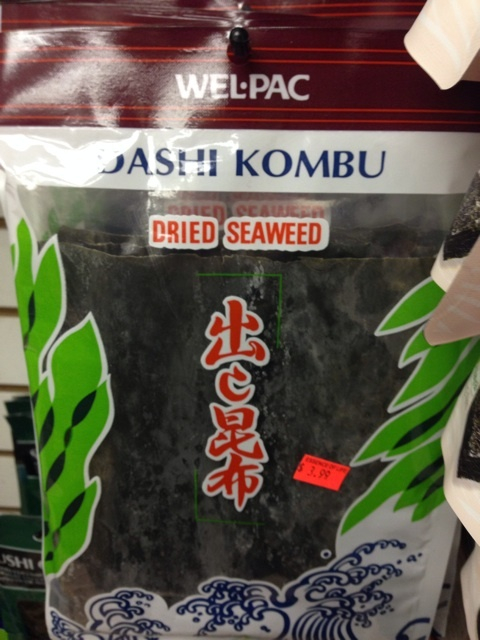 WEL·PAC
DASHI KOMBU
DRIED SEAWEED
出し昆布
$3.99